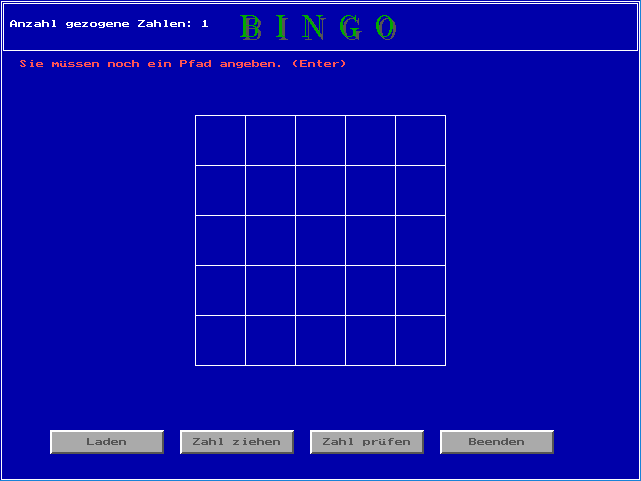 Anzahl gezogene Zahlen: 1
BINGO
Sie müssen noch ein Pfad angeben. (Enter)
Laden
Zahl ziehen
Zahl prüfen
Beenden